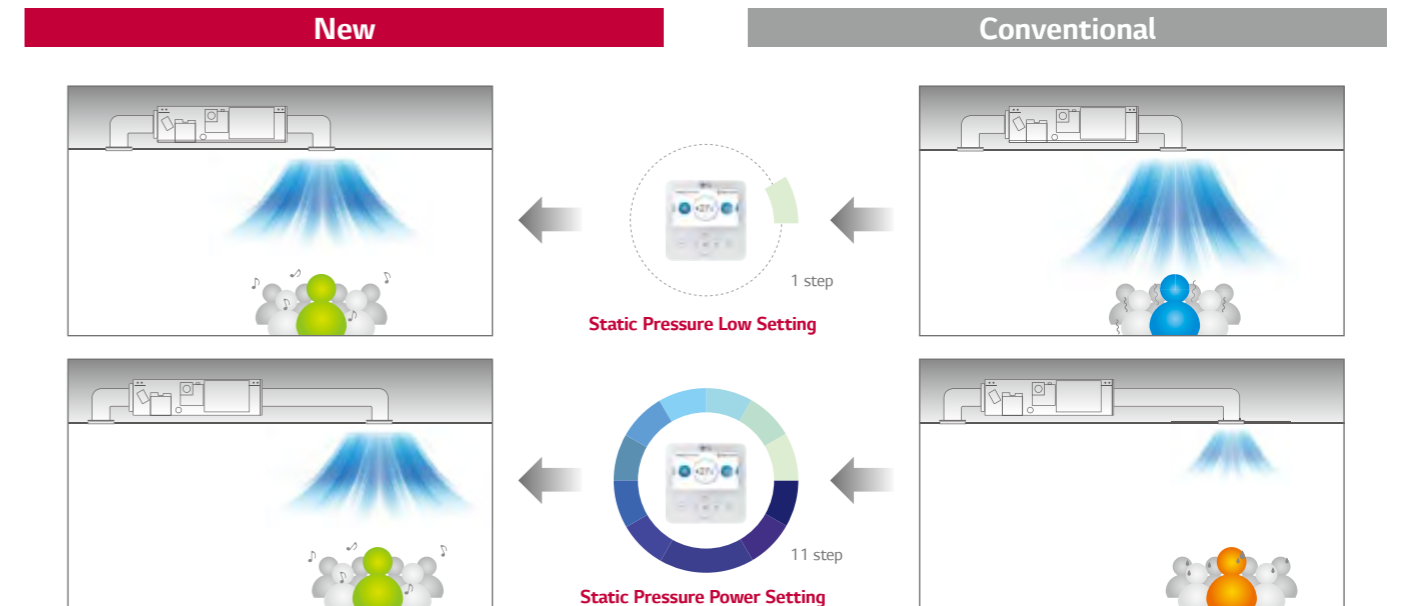 New
Conventional
1 step
Static Pressure Low Setting
11 step
Static Pressure Power Setting